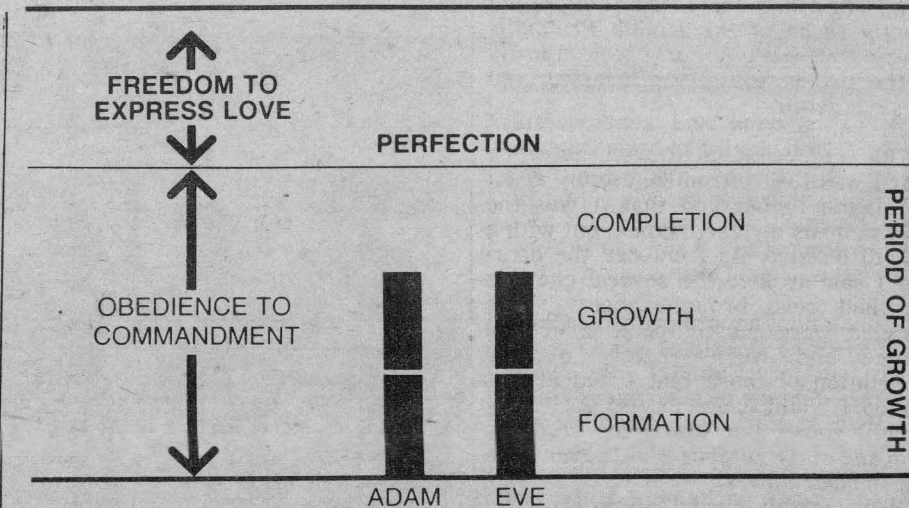 FREEDOM TO
EXPRESS LOVE
PERFECTION
COMPLETION
OBEDIENCE TO
COMMANDMENT
GROWTH
FORMATION
PERIOD OF GROWTH
ADAM EVE